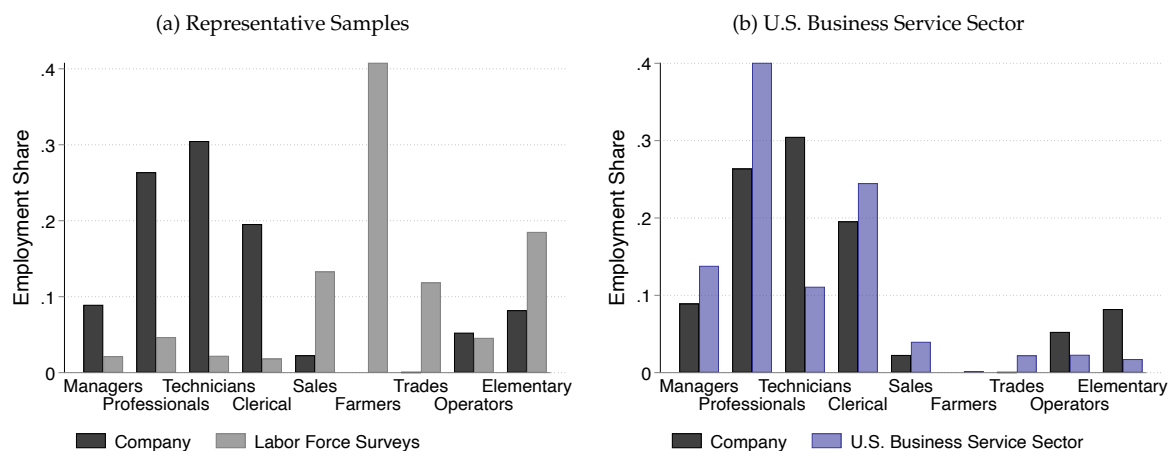 (a) Representative Samples
Employment Share
.4
.3
.2
.1
0
Managers Technicians Sales Trades Elementary
Professionals Clerical Farmers Operators
Company Labor Force Surveys
(b) U.S. Business Service Sector
Employment Share
.4
.3
.2
.1
0
Managers Technicians Sales Trades Elementary
Professionals Clerical Farmers Operators
Company U.S. Business Service Sector